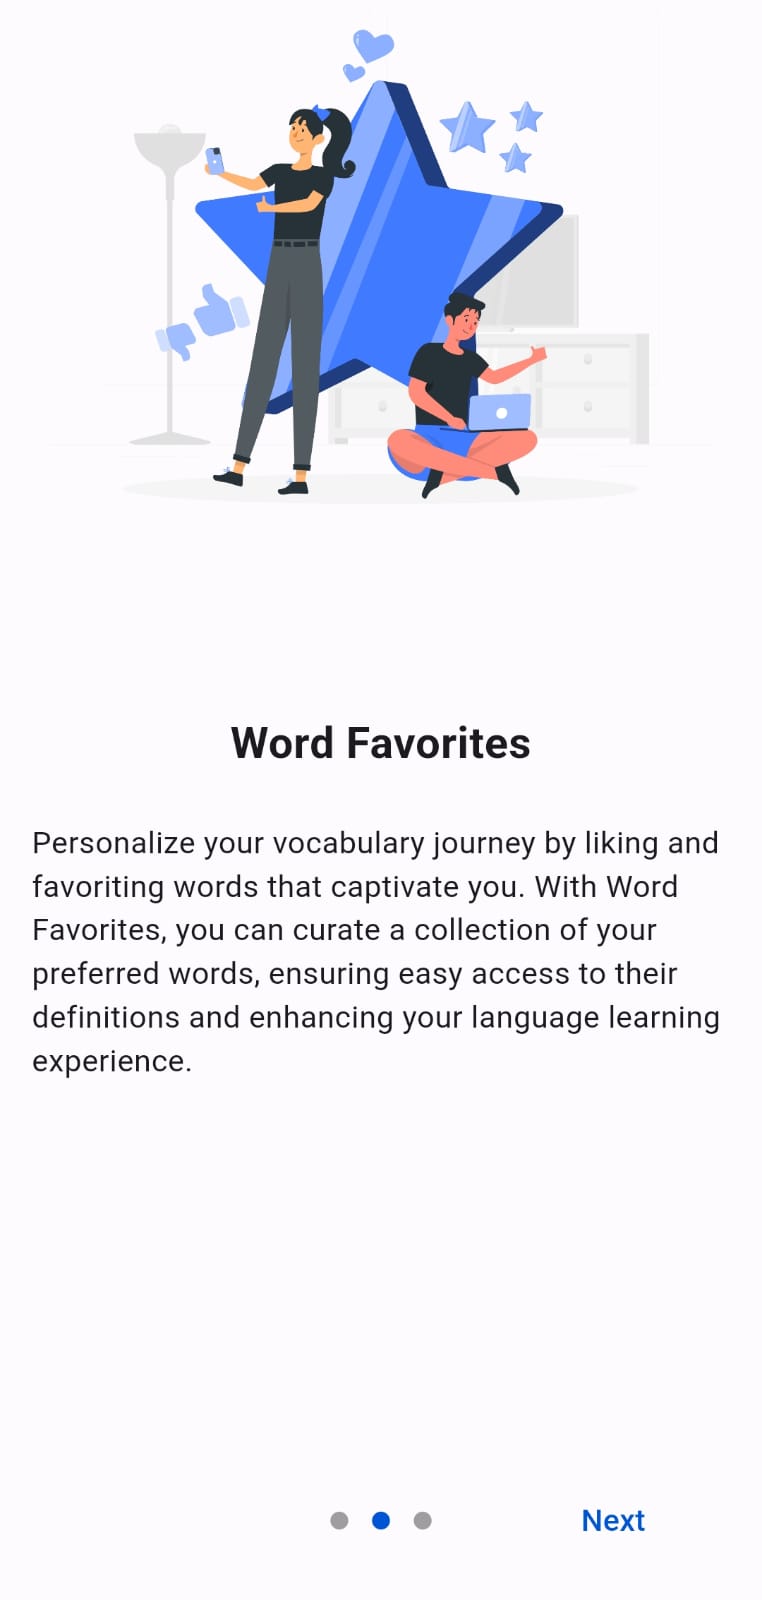 Word Favorites
Personalize your vocabulary journey by liking and
favoriting words that captivate you. With Word
Favorites, you can curate a collection of your
preferred words, ensuring easy access to their
definitions and enhancing your language learning
experience.
Next